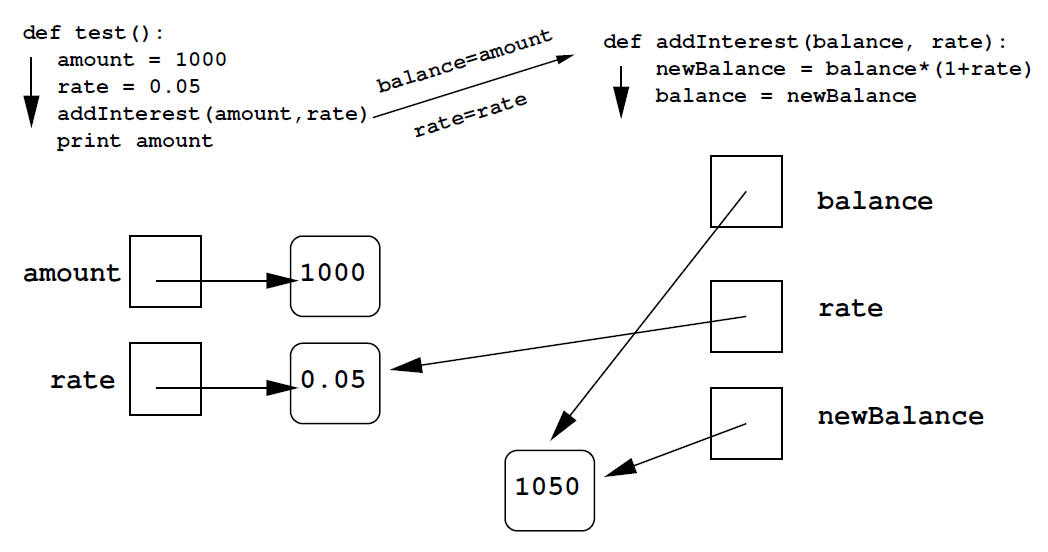 def test():
    amount = 1000
    rate = 0.05
    addInterest(amount,rate)
    print amount
balance=amount
rate=rate
def addInterest(balance, rate):
    newBalance = balance*(1+rate)
    balance = newBalance
amount
1000
rate
0.05
balance
rate
newBalance
1050